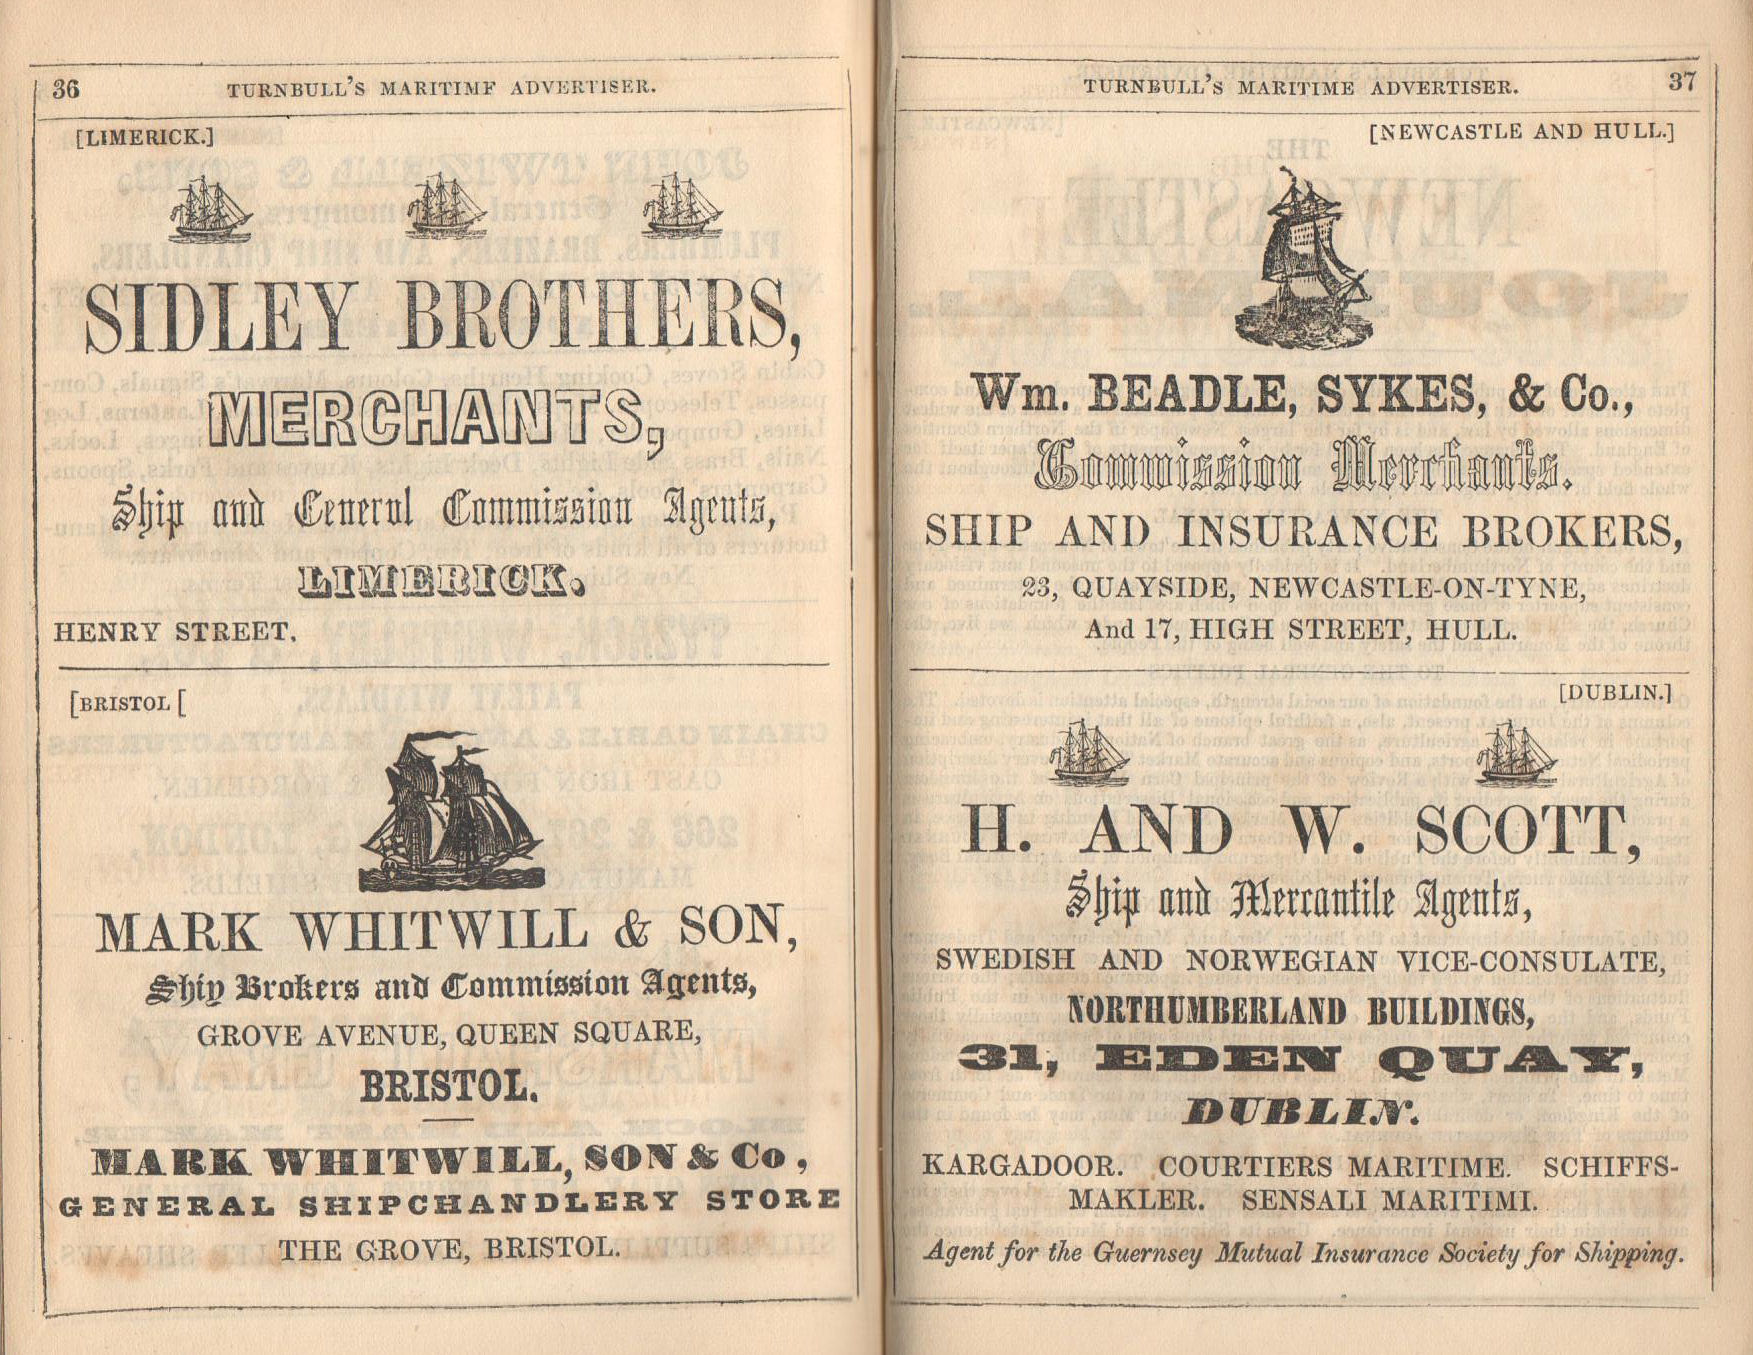 36 TURNBULL'S MARITIME ADVERTISER.
[LIMERICK.]
SIDLEY BROTHERS,
MERCHANTS,
Ship and General Commission Agents,
LIMERICK.
HENRY STREET.
[BRISTOL [
MARK WHITWILL & SON,
Ship Brokers and Commission Agents,
GROVE AVENUE, QUEEN SQUARE,
BRISTOL.
MARK WHITWILL, SON & Co,
GENERAL SHIPCHANDLERY STORE
THE GROVE, BRISTOL.
TURNBULL'S MARITIME ADVERTISER. 37
[NEWCASTLE AND HULL.]
Wm. BEADLE, SYKES, & Co.,
Commission Merchants.
SHIP AND INSURANCE BROKERS,
23, QUAYSIDE, NEWCASTLE-ON-TYNE,
And 17, HIGH STREET, HULL.
[DUBLIN.]
H. AND W. SCOTT,
Ship and Mercantile Agents,
SWEDISH AND NORWEGIAN VICE-CONSULATE,
NORTHUMBERLAND BUILDINGS,
31, EDEN QUAY,
DUBLIN.
KARGADOOR. COURTIERS MARITIME. SCHIFFS-
MAKLER. SENSALI MARITIMI.
Agent for the Guernsey Mutual Insurance Society for Shipping.